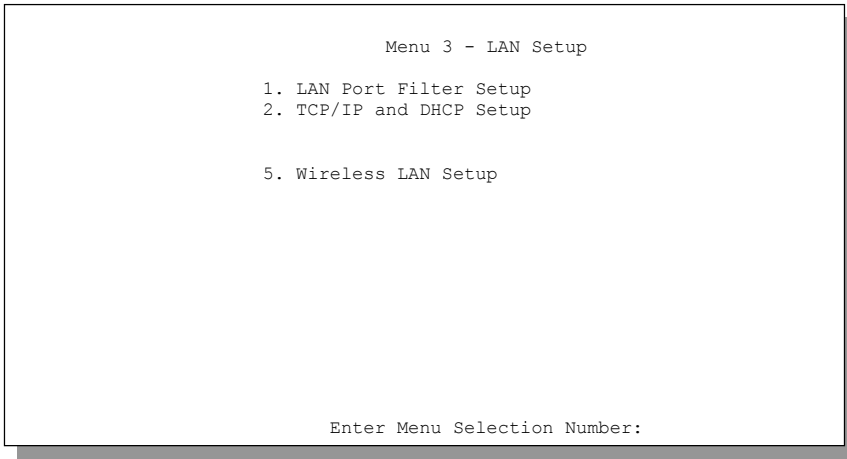 Menu 3 - LAN Setup
1. LAN Port Filter Setup
2. TCP/IP and DHCP Setup
5. Wireless LAN Setup
Enter Menu Selection Number: